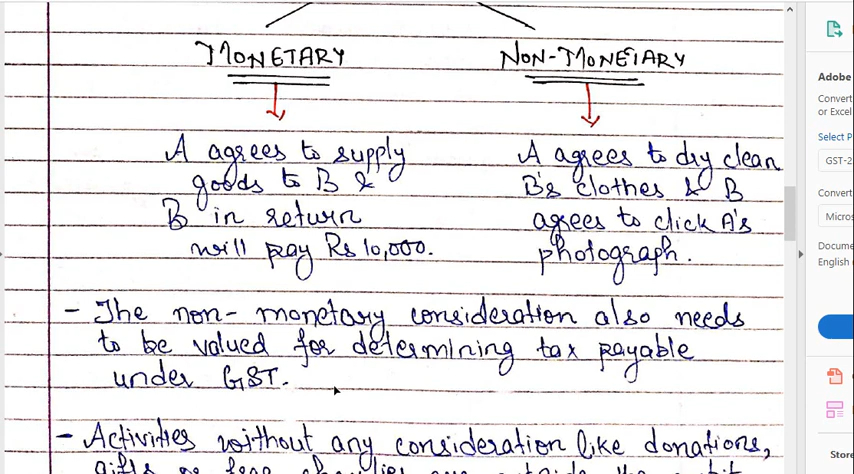 MONETARY
NON-MONETARY
A agrees to supply
goods to B &
B in return
will pay Rs 10,000.
A agrees to dry clean
B's clothes & B
agrees to click A's
photograph.
- The non-monetary consideration also needs
to be valued for determining tax payable
under GST.
- Activities without any consideration like donations,
gifts or free
Adobe
Convert
or Excel
Select P
GST-2
Convert
Micros
Docume
English
Store